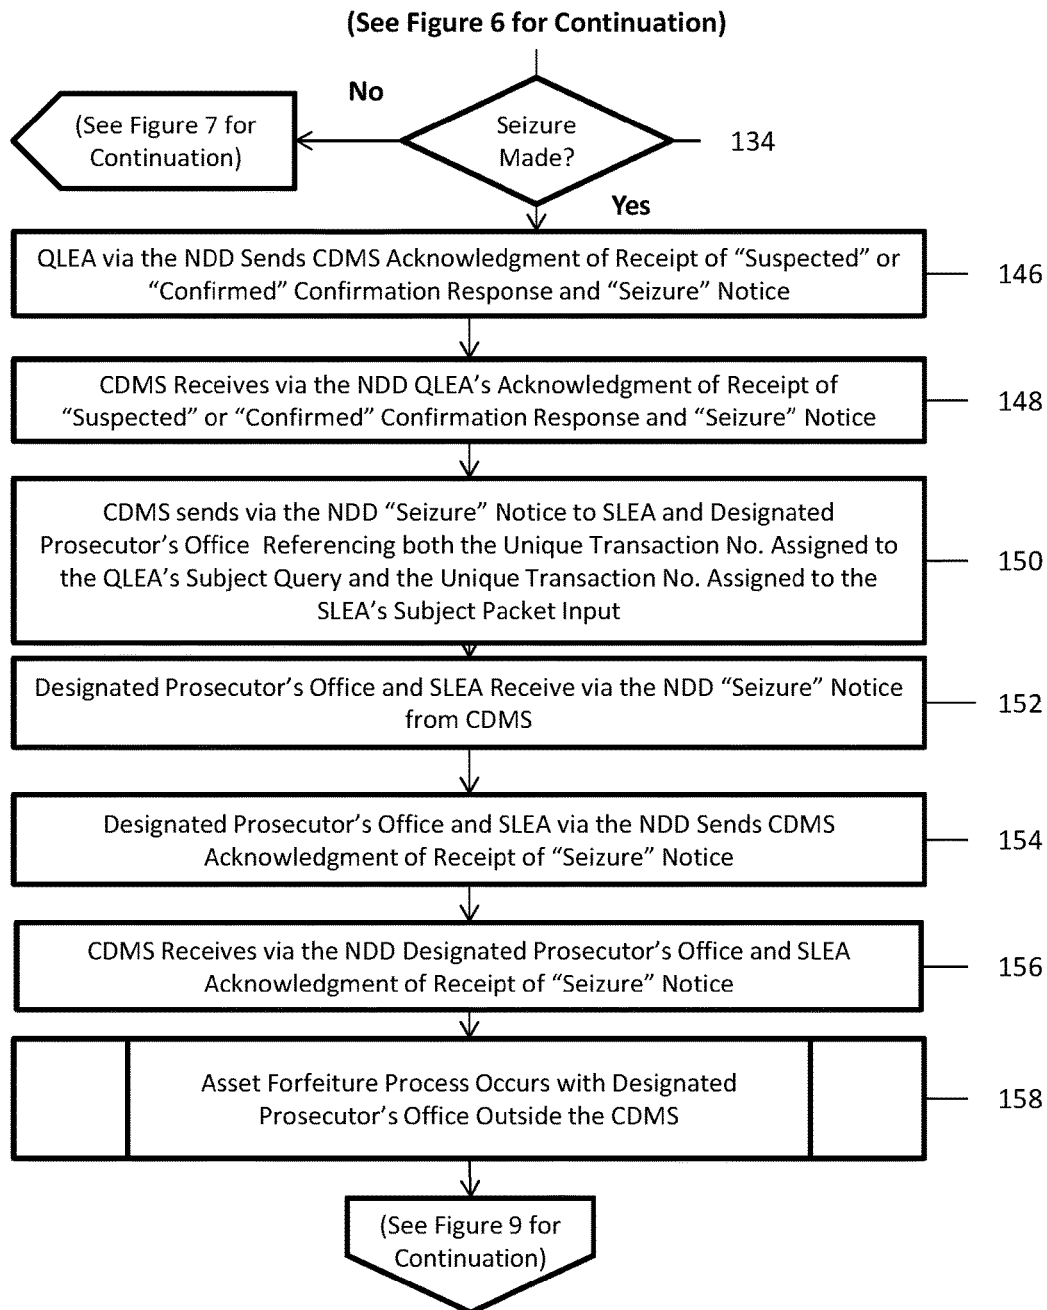 (See Figure 6 for Continuation)
No
(See Figure 7 for
Continuation)
Seizure
Made?
134
Yes
QLEA via the NDD Sends CDMS Acknowledgment of Receipt of “Suspected” or
“Confirmed” Confirmation Response and “Seizure” Notice
146
CDMS Receives via the NDD QLEA’s Acknowledgment of Receipt of
“Suspected” or “Confirmed” Confirmation Response and “Seizure” Notice
148
CDMS sends via the NDD “Seizure” Notice to SLEA and Designated
Prosecutor’s Office Referencing both the Unique Transaction No. Assigned to
the QLEA’s Subject Query and the Unique Transaction No. Assigned to the
SLEA’s Subject Packet Input
150
Designated Prosecutor’s Office and SLEA Receive via the NDD “Seizure” Notice
from CDMS
152
Designated Prosecutor’s Office and SLEA via the NDD Sends CDMS
Acknowledgment of Receipt of “Seizure” Notice
154
CDMS Receives via the NDD Designated Prosecutor’s Office and SLEA
Acknowledgment of Receipt of “Seizure” Notice
156
Asset Forfeiture Process Occurs with Designated
Prosecutor’s Office Outside the CDMS
158
(See Figure 9 for
Continuation)